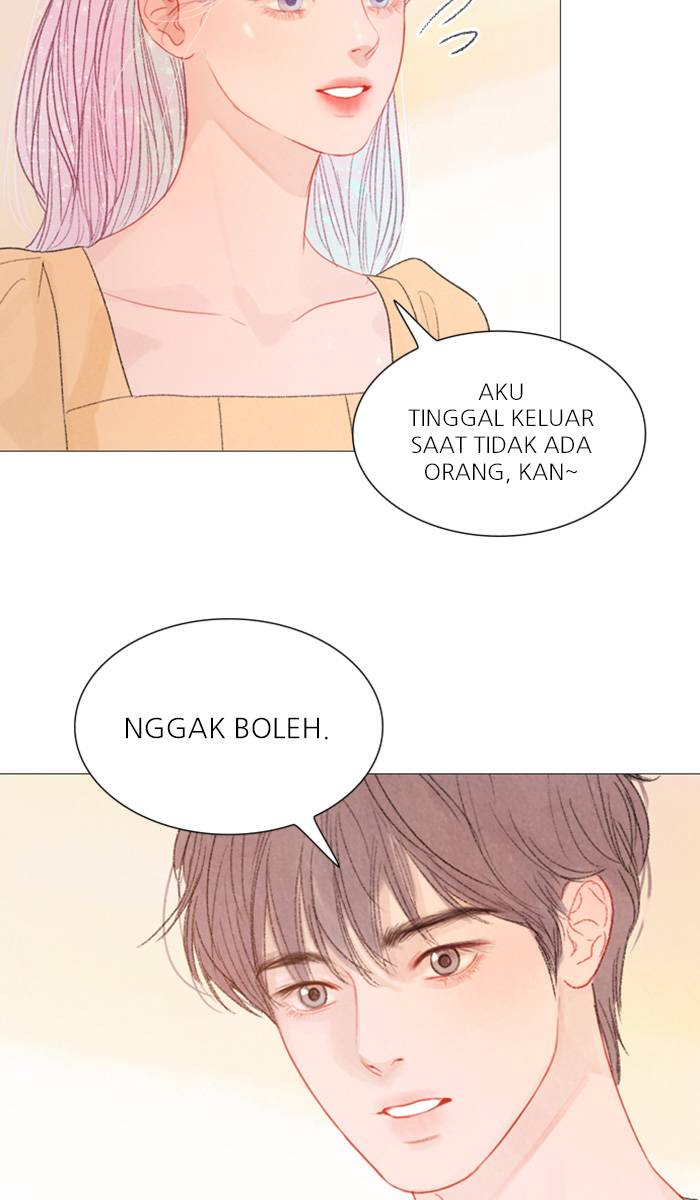 AKU
TINGGAL KELUAR
SAAT TIDAK ADA
ORANG, KAN~
NGGAK BOLEH.